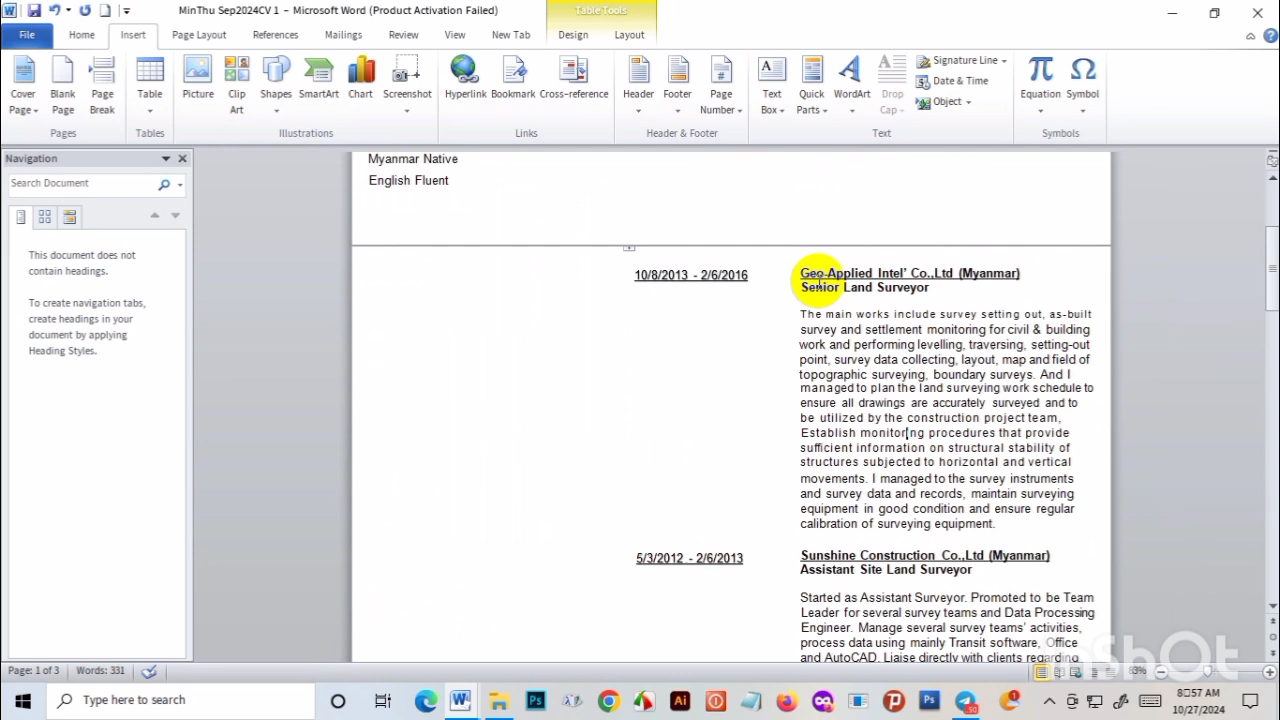 MinThu Sep2024CV 1 - Microsoft Word (Product Activation Failed)
Table Tools
File Home Insert Page Layout References Mailings Review View New Tab Design Layout
Cover Page
Blank Page
Page Break
Table
Picture
Clip Art
Shapes
SmartArt
Chart
Screenshot
Hyperlink
Bookmark
Cross-reference
Header
Footer
Page Number
Text Box
Quick Parts
WordArt
Drop Cap
Signature Line
Date & Time
Object
Equation
Symbol
Pages Tables Illustrations Links Header & Footer Text Symbols
Navigation
Search Document
This document does not
contain headings.
To create navigation tabs,
create headings in your
document by applying
Heading Styles.
Myanmar Native
English Fluent
10/8/2013 - 2/6/2016
Geo-Applied Intel' Co.,Ltd (Myanmar)
Senior Land Surveyor
The main works include survey setting out, as-built
survey and settlement monitoring for civil & building
work and performing levelling, traversing, setting-out
point, survey data collecting, layout, map and field of
topographic surveying, boundary surveys. And I
managed to plan the land surveying work schedule to
ensure all drawings are accurately surveyed and to
be utilized by the construction project team,
Establish monitoring procedures that provide
sufficient information on structural stability of
structures subjected to horizontal and vertical
movements. I managed to the survey instruments
and survey data and records, maintain surveying
equipment in good condition and ensure regular
calibration of surveying equipment.
5/3/2012 - 2/6/2013
Sunshine Construction Co.,Ltd (Myanmar)
Assistant Site Land Surveyor
Started as Assistant Surveyor. Promoted to be Team
Leader for several survey teams and Data Processing
Engineer. Manage several survey teams' activities,
process data using mainly Transit software, Office
and AutoCAD. Liaise directly with clients regarding
InShOt
Page: 1 of 3 Words: 331
83%
Type here to search
8:57 AM
10/27/2024